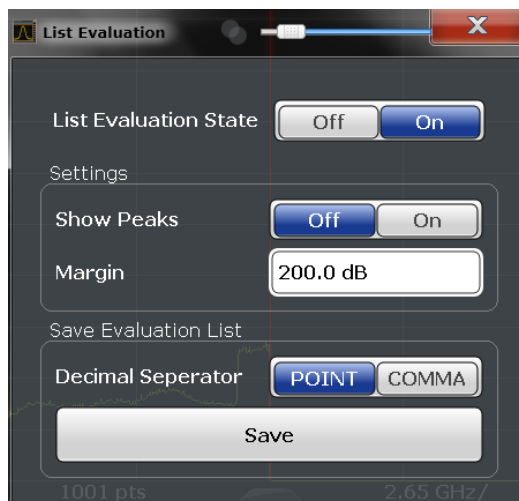 List Evaluation
X
List Evaluation State Off On
Settings
Show Peaks Off On
Margin 200.0 dB
Save Evaluation List
Decimal Seperator POINT COMMA
Save
1001 pts 2.65 GHz/